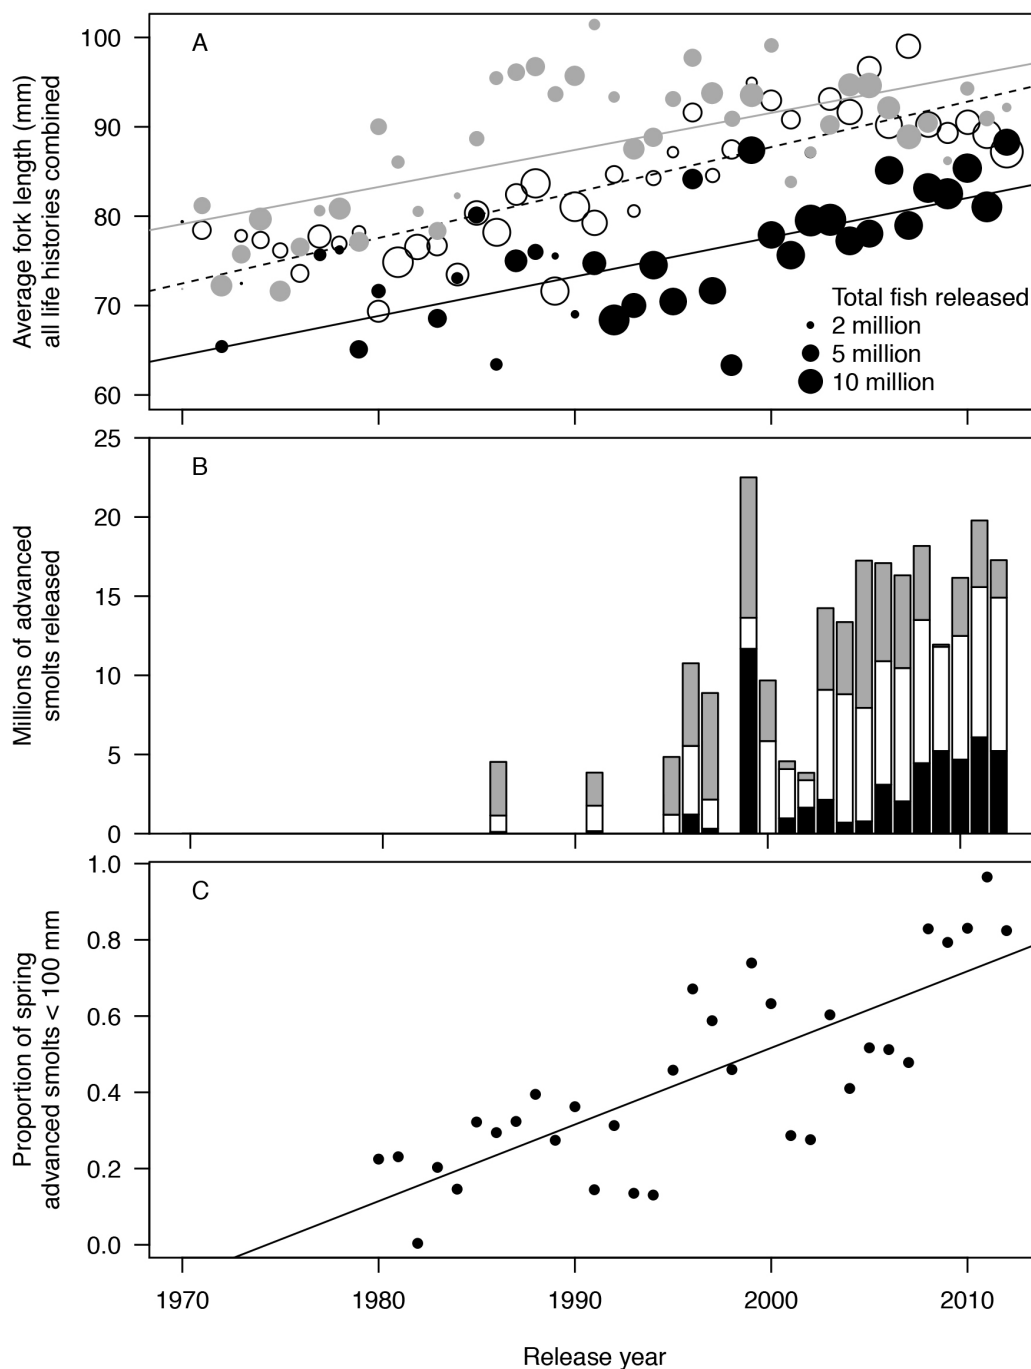 A
100
90
80
70
60
Average fork length (mm)
all life histories combined
Total fish released
2 million
5 million
10 million
B
25
20
15
10
5
0
Millions of advanced
smolts released
C
1.0
0.8
0.6
0.4
0.2
0.0
Proportion of spring
advanced smolts < 100 mm
1970 1980 1990 2000 2010
Release year